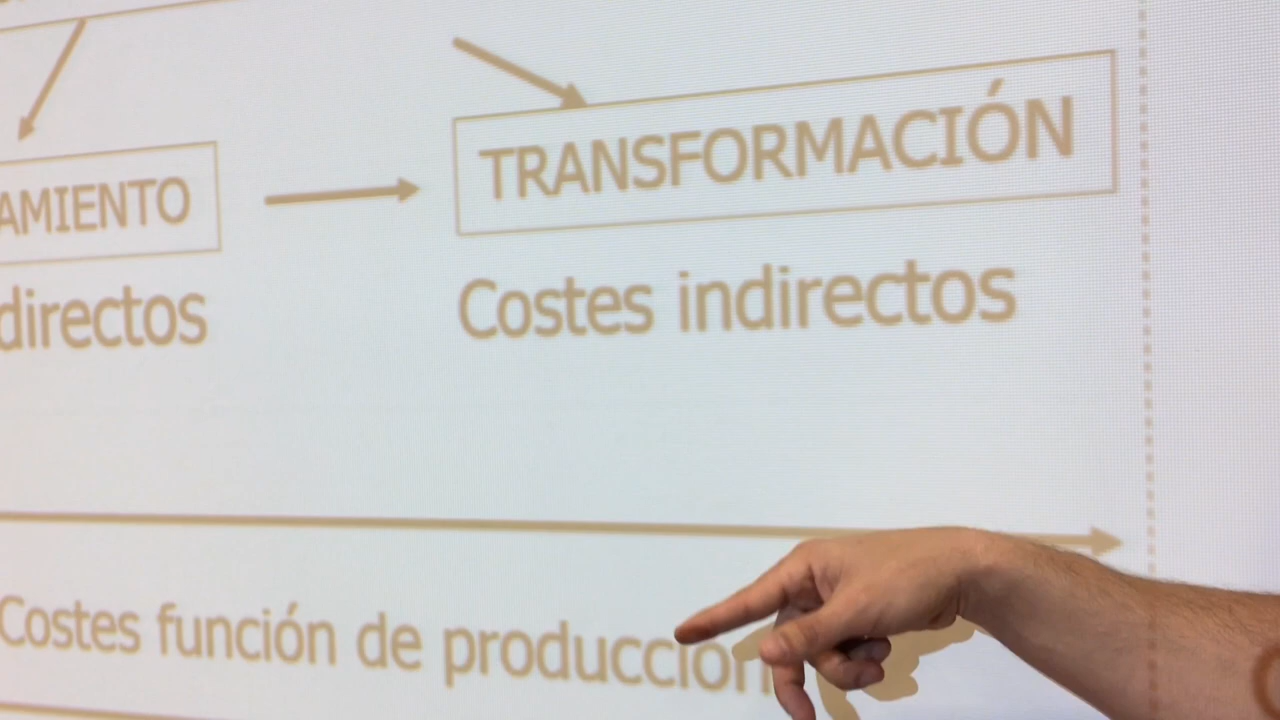 TRANSFORMACIÓN
AMIENTO
directos
Costes indirectos
Costes función de producción